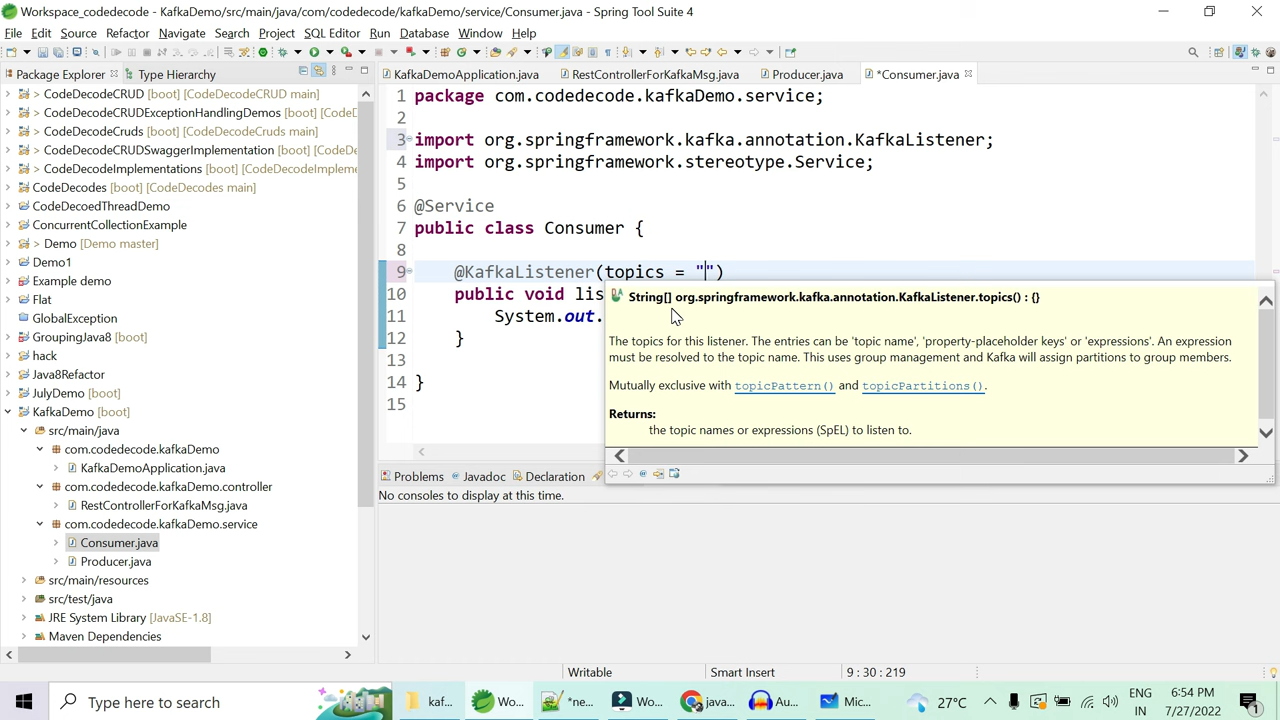 Workspace_codedecode - KafkaDemo/src/main/java/com/codedecode/kafkaDemo/service/Consumer.java - Spring Tool Suite 4
File Edit Source Refactor Navigate Search Project SQL Editor Run Database Window Help
Package Explorer
Type Hierarchy
KafkaDemoApplication.java
RestControllerForKafkaMsg.java
Producer.java
*Consumer.java
> CodeDecodeCRUD [boot] [CodeDecodeCRUD main]
> CodeDecodeCRUDExceptionHandlingDemos [boot] [CodeD
> CodeDecodeCruds [boot] [CodeDecodeCruds main]
> CodeDecodeCRUDSwaggerImplementation [boot] [CodeDe
> CodeDecodeImplementations [boot] [CodeDecodeImpleme
CodeDecodes [boot] [CodeDecodes main]
CodeDecoedThreadDemo
ConcurrentCollectionExample
> Demo [Demo master]
Demo1
Example demo
Flat
GlobalException
GroupingJava8 [boot]
hack
Java8Refactor
JulyDemo [boot]
KafkaDemo [boot]
src/main/java
com.codedecode.kafkaDemo
KafkaDemoApplication.java
com.codedecode.kafkaDemo.controller
RestControllerForKafkaMsg.java
com.codedecode.kafkaDemo.service
Consumer.java
Producer.java
src/main/resources
src/test/java
JRE System Library [JavaSE-1.8]
Maven Dependencies
1 package com.codedecode.kafkaDemo.service;
2
3 import org.springframework.kafka.annotation.KafkaListener;
4 import org.springframework.stereotype.Service;
5
6 @Service
7 public class Consumer {
8
9 @KafkaListener(topics = "")
10 public void lis
11 System.out.
12 }
13
14 }
15
String[] org.springframework.kafka.annotation.KafkaListener.topics() : {}
The topics for this listener. The entries can be 'topic name', 'property-placeholder keys' or 'expressions'. An expression
must be resolved to the topic name. This uses group management and Kafka will assign partitions to group members.
Mutually exclusive with topicPattern() and topicPartitions().
Returns:
the topic names or expressions (SpEL) to listen to.
Problems @ Javadoc Declaration
No consoles to display at this time.
Writable Smart Insert 9 : 30 : 219
Type here to search
kaf...
Wo...
*ne...
Wo...
java...
Au...
Mic...
27°C
ENG
IN
6:54 PM
7/27/2022
1